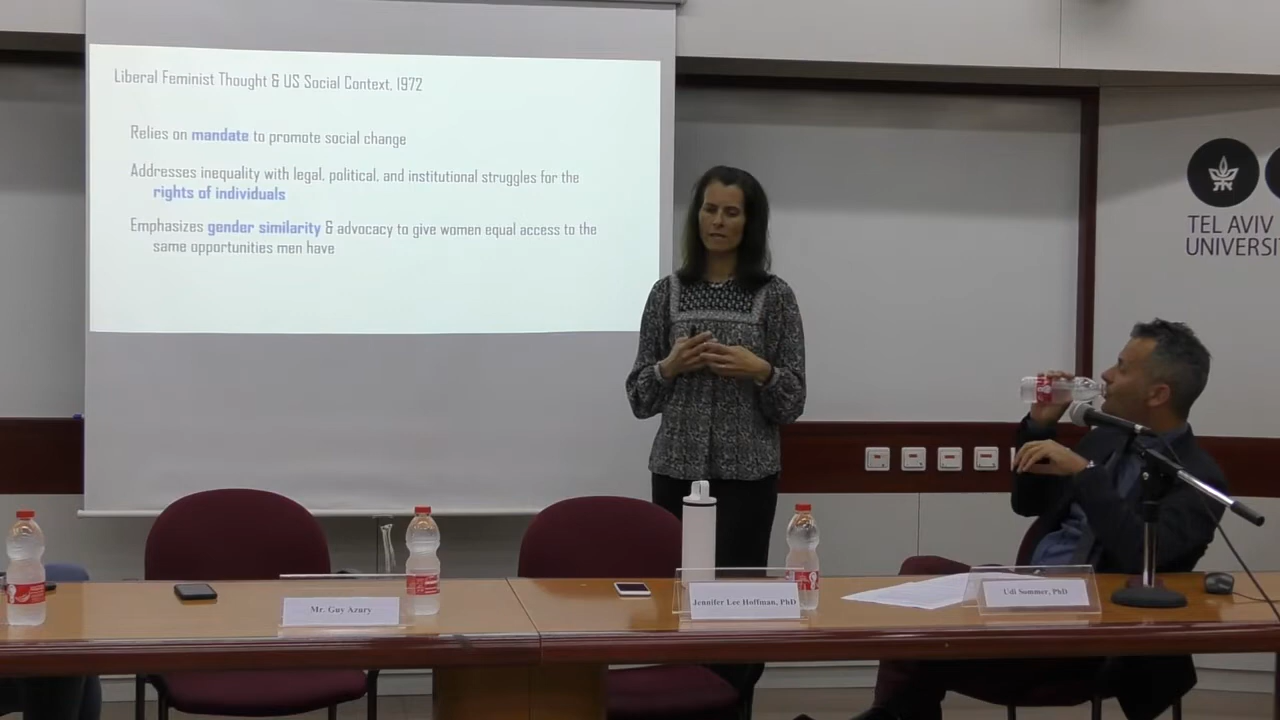 Liberal Feminist Thought & US Social Context, 1972
Relies on mandate to promote social change
Addresses inequality with legal, political, and institutional struggles for the
rights of individuals
Emphasizes gender similarity & advocacy to give women equal access to the
same opportunities men have
TEL AVIV
UNIVERSI
Mr. Guy Azury
Jennifer Lee Hoffman, PhD
Udi Sommer, PhD